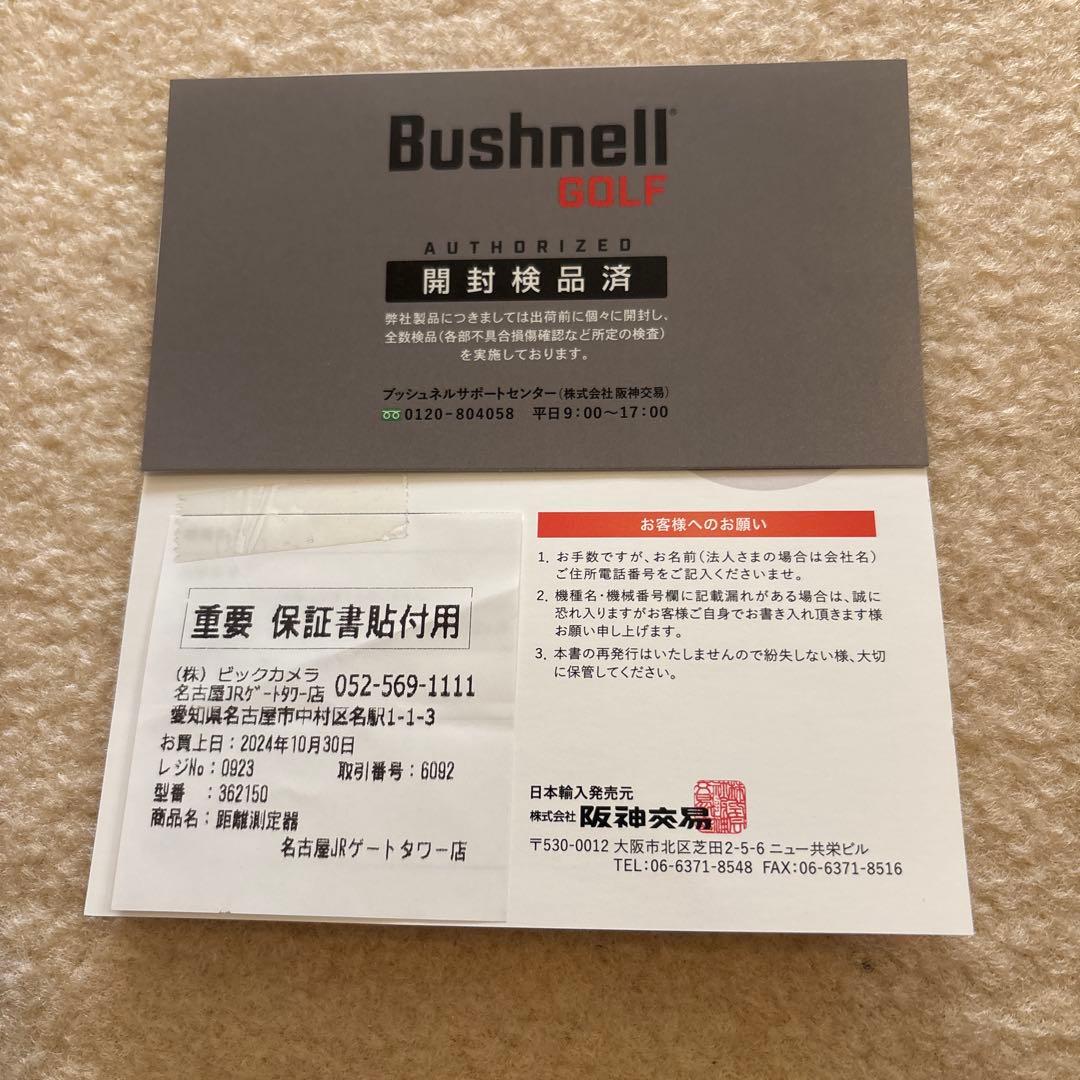 Bushnell®
GOLF
AUTHORIZED
開封検品済
弊社製品につきましては出荷前に個々に開封し、
全数検品(各部不具合損傷確認など所定の検査)
を実施しております。
ブッシュネルサポートセンター(株式会社 阪神交易)
0120-804058 平日9:00〜17:00
重要 保証書貼付用
(株)ビックカメラ
名古屋JRゲートタワー店 052-569-1111
愛知県名古屋市中村区名駅1-1-3
お買上日:2024年10月30日
レジNo:0923 取引番号:6092
型番 :362150
商品名:距離測定器
名古屋JRゲートタワー店
お客様へのお願い
1. お手数ですが、お名前(法人さまの場合は会社名)
ご住所電話番号をご記入くださいませ。
2. 機種名・機械番号欄に記載漏れがある場合は、誠に
恐れ入りますがお客様ご自身でお書き入れ頂きます様
お願い申し上げます。
3. 本書の再発行はいたしませんので紛失しない様、大切
に保管してください。
日本輸入発売元
株式会社 阪神交易
〒530-0012 大阪市北区芝田2-5-6 ニュー共栄ビル
TEL:06-6371-8548 FAX:06-6371-8516